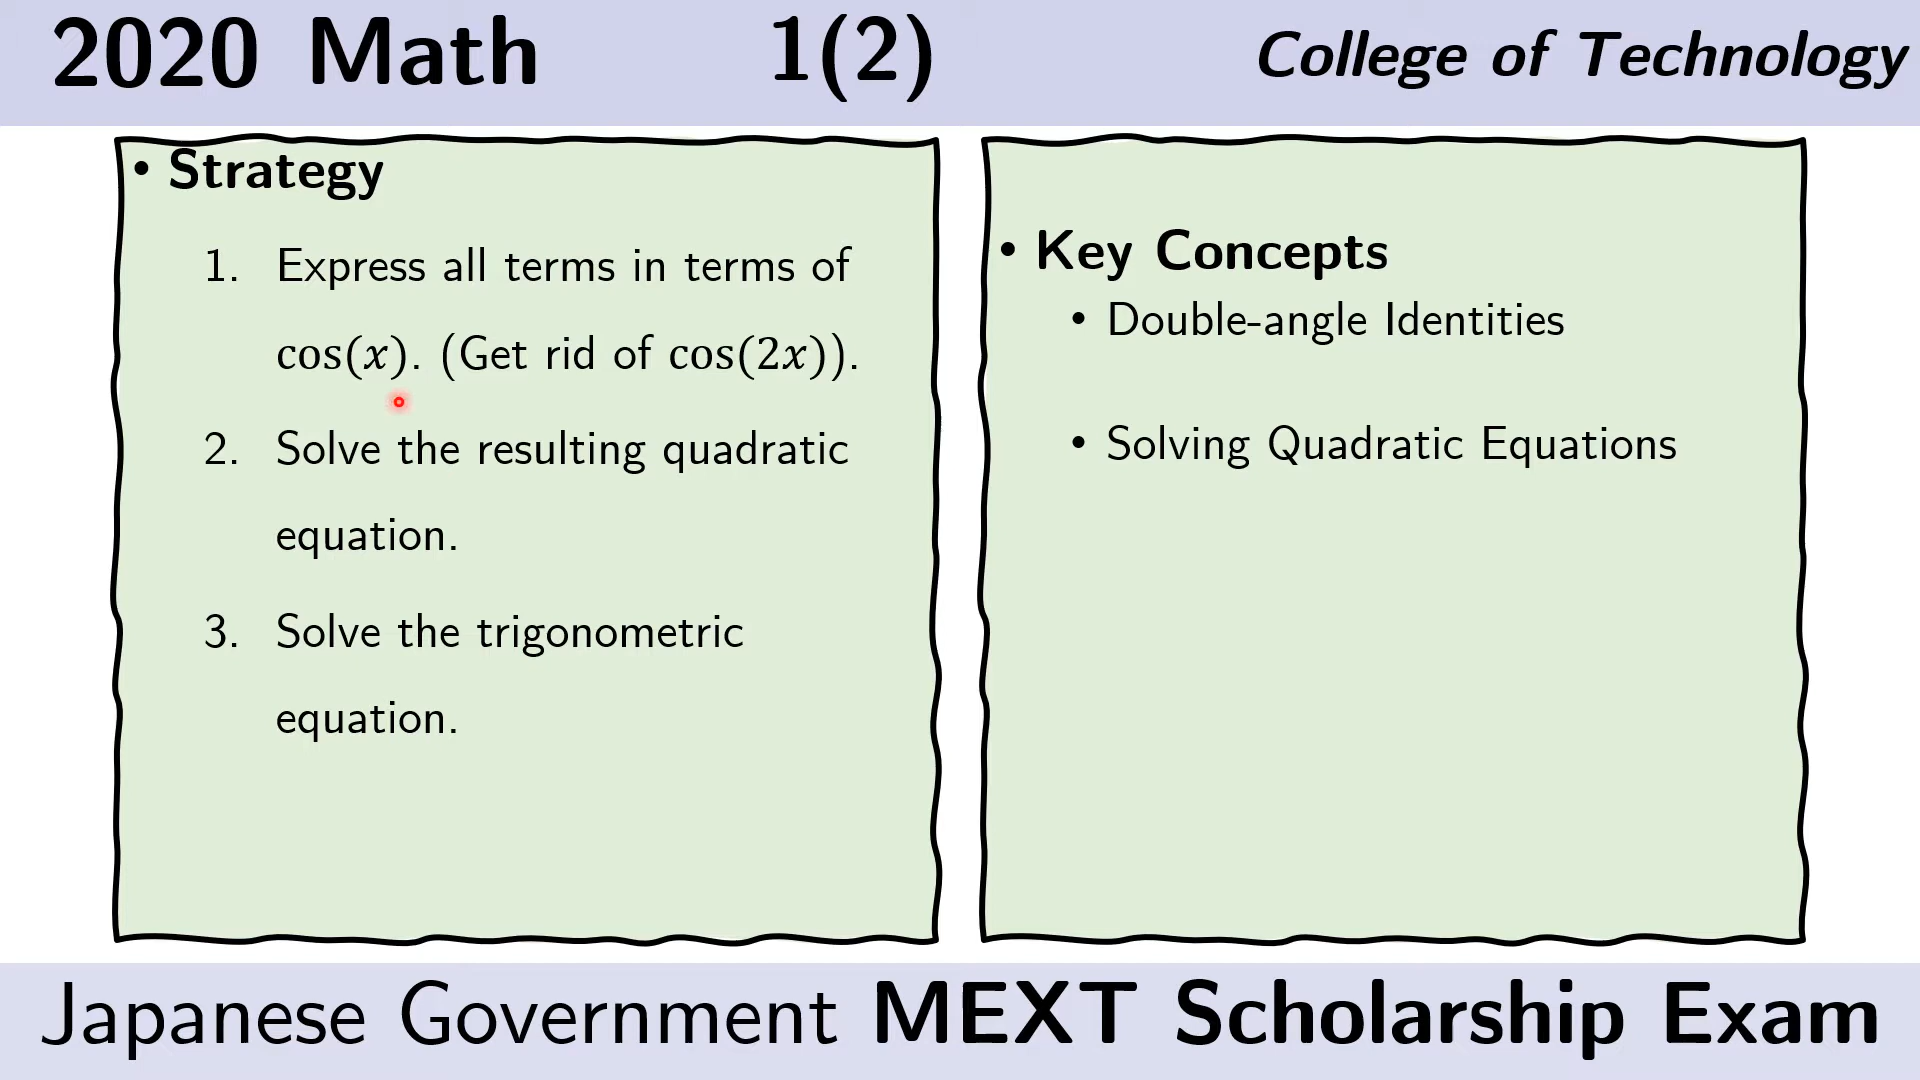 2020 Math 1(2) College of Technology
• Strategy
1. Express all terms in terms of
cos(x). (Get rid of cos(2x)).
2. Solve the resulting quadratic
equation.
3. Solve the trigonometric
equation.
• Key Concepts
• Double-angle Identities
• Solving Quadratic Equations
Japanese Government MEXT Scholarship Exam